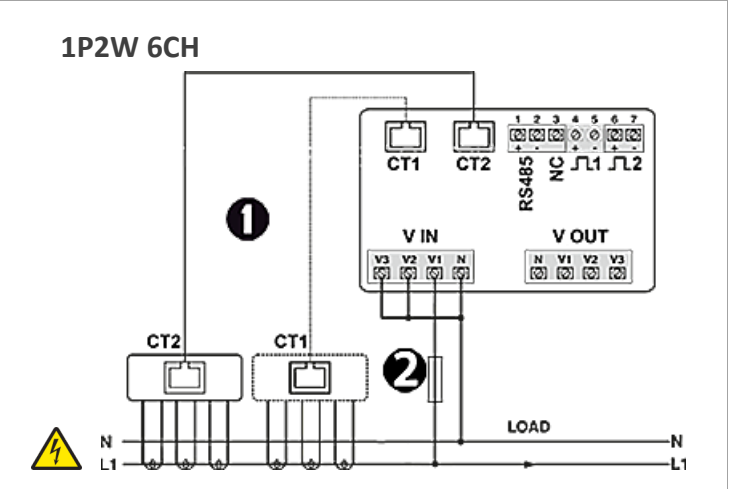 1P2W 6CH
1 2 3 4 5 6 7
+ - + - + -
CT1 CT2 RS485 NC 1 2
1
V IN V OUT
V3 V2 V1 N N V1 V2 V3
CT2 CT1
2
LOAD
N N
L1 L1